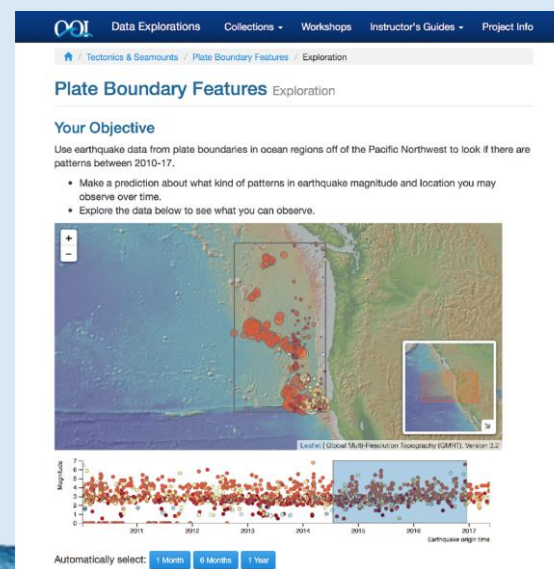 OOI Data Explorations Collections Workshops Instructor's Guides Project Info
/ Tectonics & Seamounts / Plate Boundary Features / Exploration
Plate Boundary Features Exploration
Your Objective
Use earthquake data from plate boundaries in ocean regions off of the Pacific Northwest to look if there are
patterns between 2010-17.
• Make a prediction about what kind of patterns in earthquake magnitude and location you may
observe over time.
• Explore the data below to see what you can observe.
+
−
Leaflet | Global Multi-Resolution Topography (GMRT), Version 3.2
Magnitude
7
6
5
4
3
2
1
0
2011 2012 2013 2014 2015 2016 2017
Earthquake origin time
Automatically select: 1 Month 6 Months 1 Year